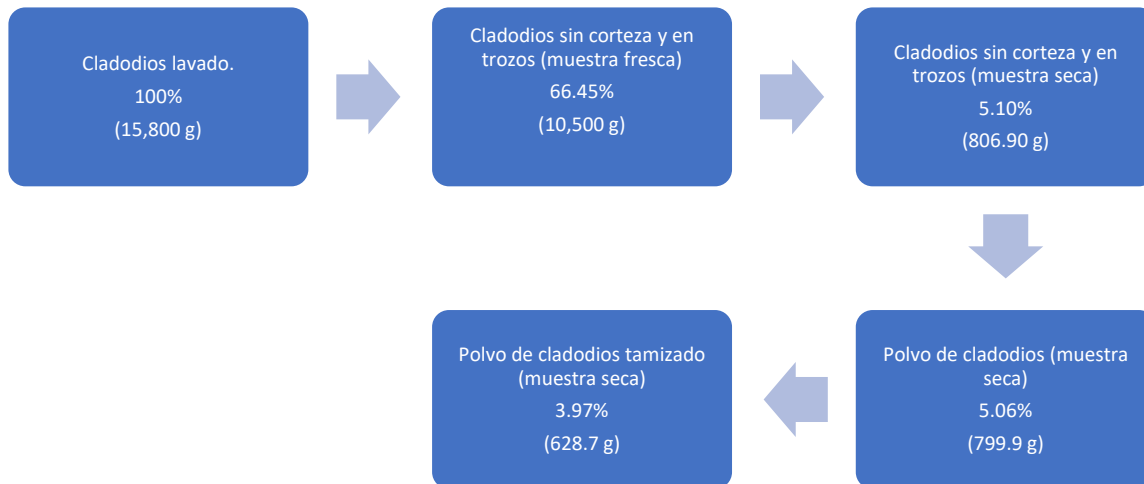 Cladodios lavado.
100%
(15,800 g)
Cladodios sin corteza y en
trozos (muestra fresca)
66.45%
(10,500 g)
Cladodios sin corteza y en
trozos (muestra seca)
5.10%
(806.90 g)
Polvo de cladodios (muestra
seca)
5.06%
(799.9 g)
Polvo de cladodios tamizado
(muestra seca)
3.97%
(628.7 g)